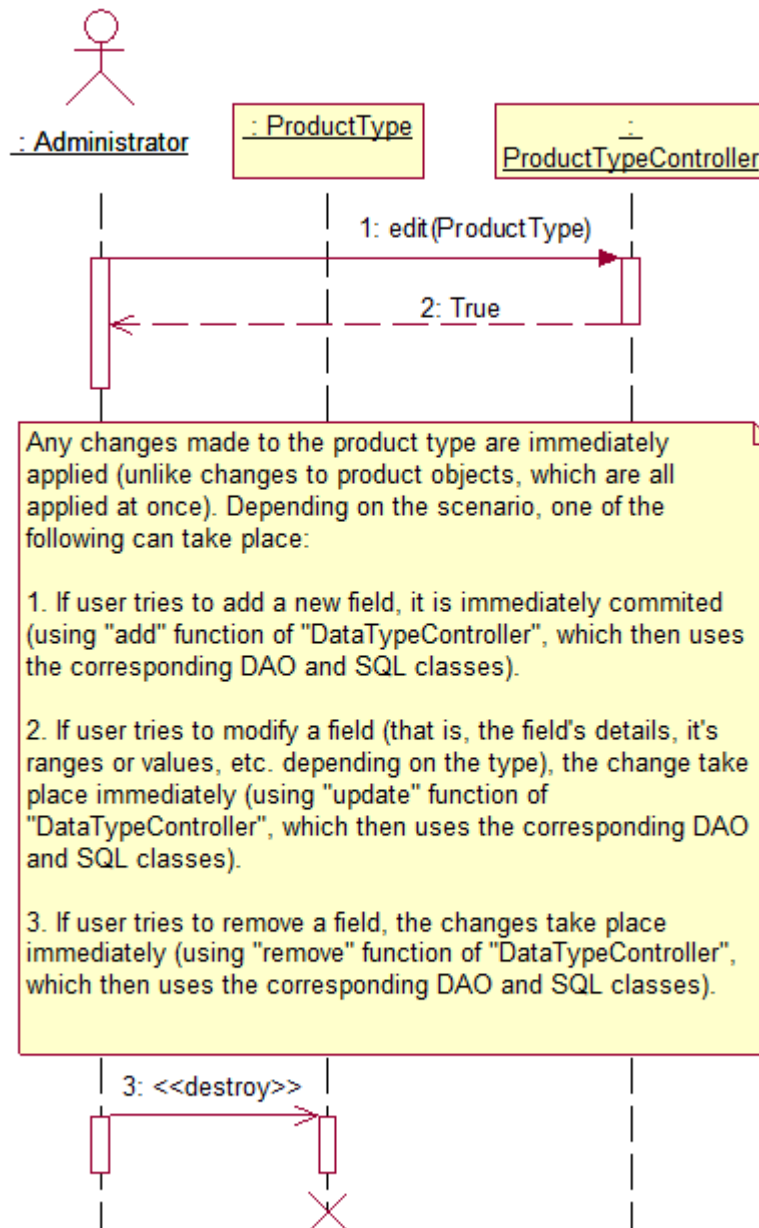 : Administrator
: ProductType
:
ProductTypeController
1: edit(ProductType)
2: True
Any changes made to the product type are immediately
applied (unlike changes to product objects, which are all
applied at once). Depending on the scenario, one of the
following can take place:
1. If user tries to add a new field, it is immediately commited
(using "add" function of "DataTypeController", which then uses
the corresponding DAO and SQL classes).
2. If user tries to modify a field (that is, the field's details, it's
ranges or values, etc. depending on the type), the change take
place immediately (using "update" function of
"DataTypeController", which then uses the corresponding DAO
and SQL classes).
3. If user tries to remove a field, the changes take place
immediately (using "remove" function of "DataTypeController",
which then uses the corresponding DAO and SQL classes).
3: <<destroy>>